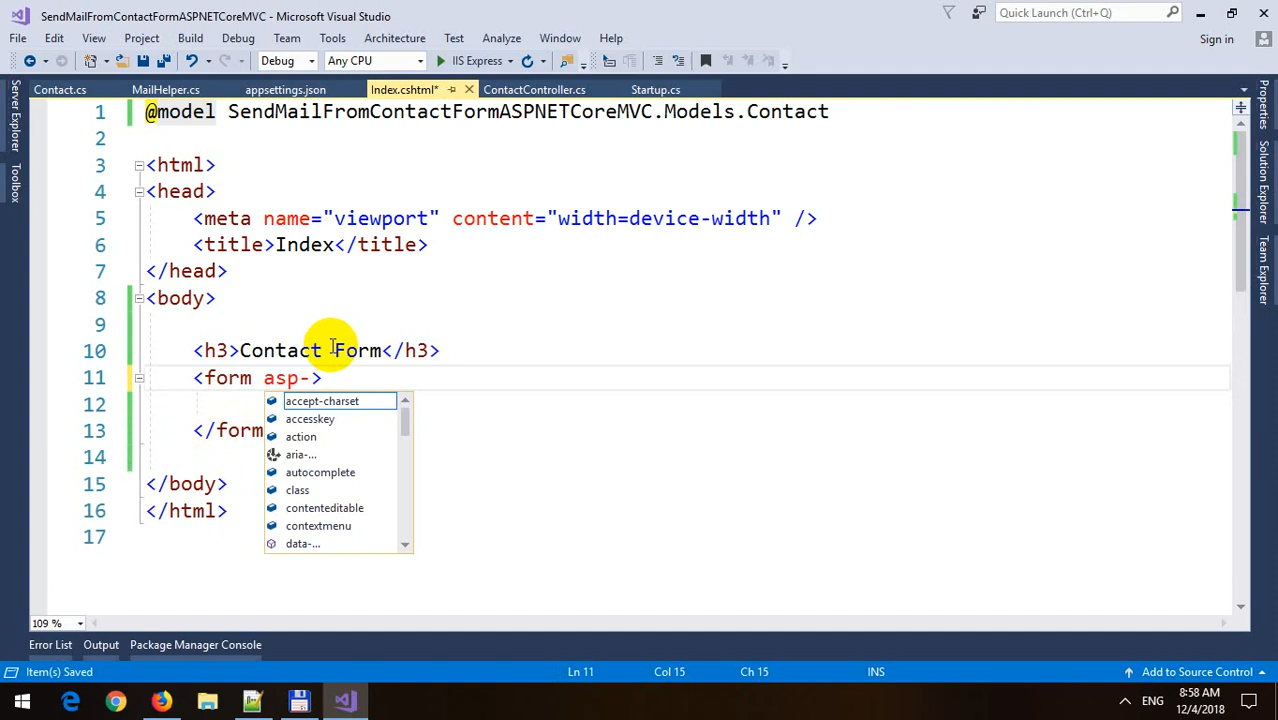 SendMailFromContactFormASPNETCoreMVC - Microsoft Visual Studio
Quick Launch (Ctrl+Q)
File Edit View Project Build Debug Team Tools Architecture Test Analyze Window Help
Sign in
Debug Any CPU IIS Express
Contact.cs MailHelper.cs appsettings.json Index.cshtml* ContactController.cs Startup.cs
Server Explorer
Toolbox
Properties
Solution Explorer
Team Explorer
1 @model SendMailFromContactFormASPNETCoreMVC.Models.Contact
2
3 <html>
4 <head>
5 <meta name="viewport" content="width=device-width" />
6 <title>Index</title>
7 </head>
8 <body>
9
10 <h3>Contact Form</h3>
11 <form asp->
12
13 </form
14
15 </body>
16 </html>
17
accept-charset
accesskey
action
aria-...
autocomplete
class
contenteditable
contextmenu
data-...
109 %
Error List Output Package Manager Console
Item(s) Saved Ln 11 Col 15 Ch 15 INS Add to Source Control
ENG 8:58 AM
12/4/2018